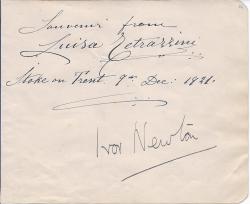 Souvenir from
Luisa Tetrazzini
Stoke on Trent 9th Dec: 1921.
Ivor Newton